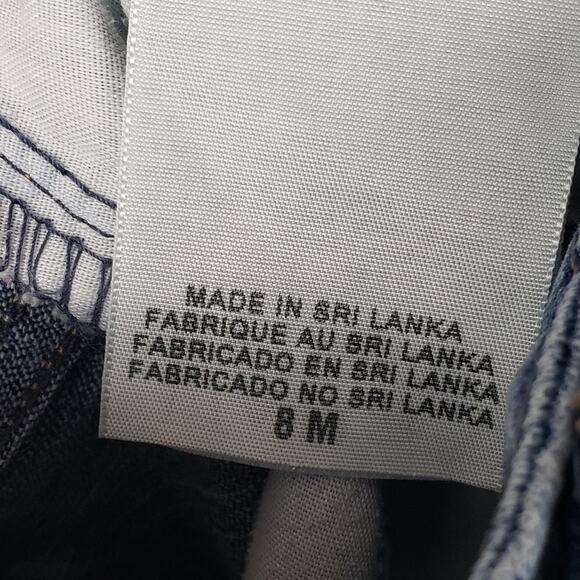 MADE IN SRI LANKA
FABRIQUE AU SRI LANKA
FABRICADO EN SRI LANKA
FABRICADO NO SRI LANKA
8 M